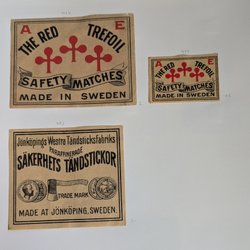 A E
THE RED TREFOIL
SAFETY MATCHES
MADE IN SWEDEN
A E
THE RED TREFOIL
SAFETY MATCHES
MADE IN SWEDEN
Jönköpings Westra Tändsticksfabriks
PARAFFINERADE
SÄKERHETS TÄNDSTICKOR
TRADE MARK
MADE AT JÖNKÖPING, SWEDEN.